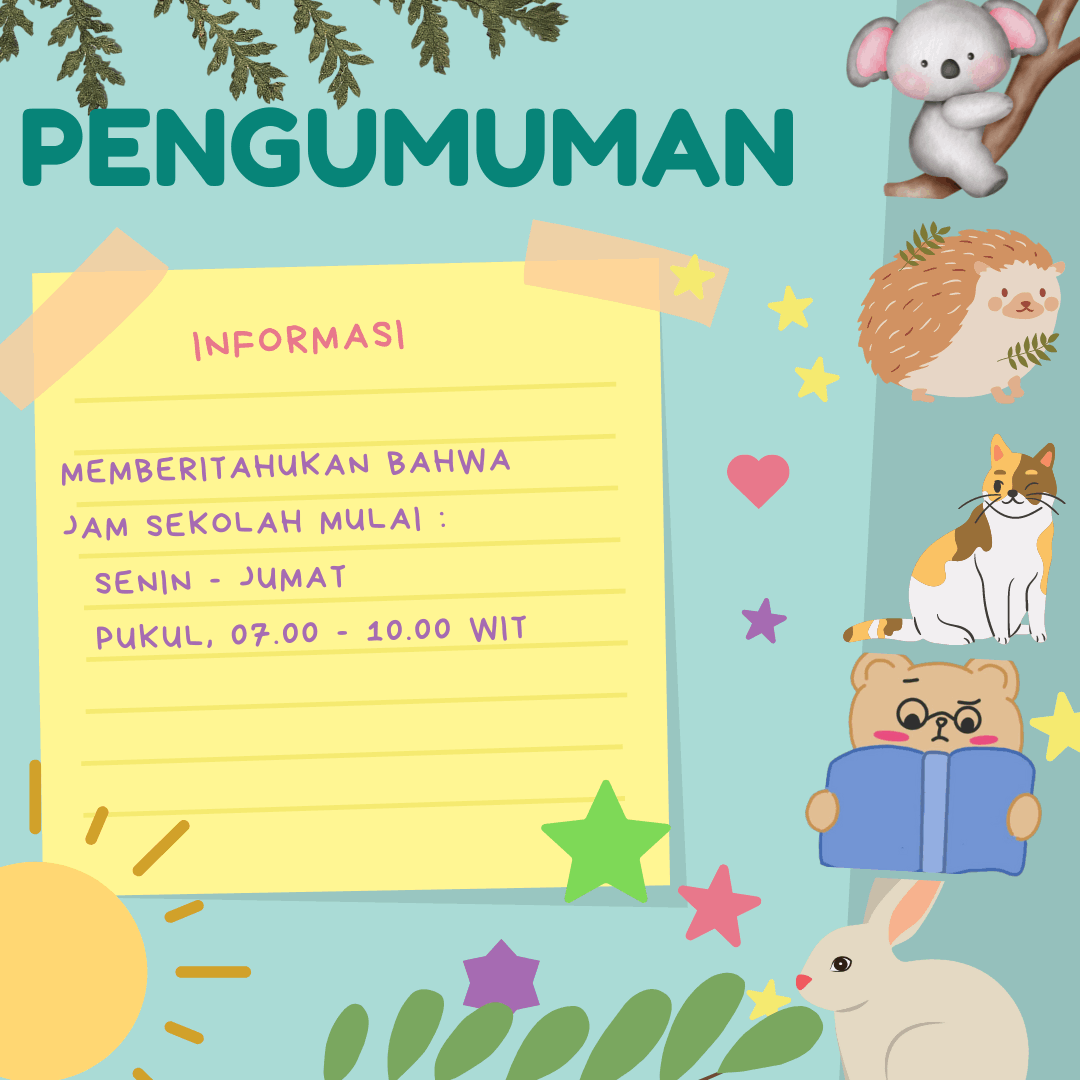 PENGUMUMAN
INFORMASI
MEMBERITAHUKAN BAHWA
JAM SEKOLAH MULAI :
SENIN - JUMAT
PUKUL, 07.00 - 10.00 WIT